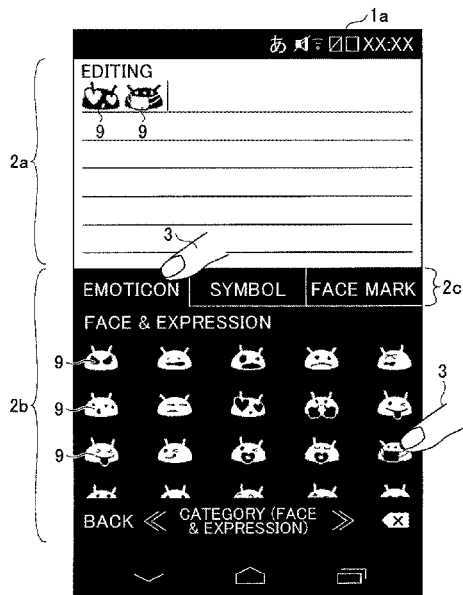 1a
あ XX:XX
EDITING
9 9
2a
3
EMOTICON SYMBOL FACE MARK
2c
FACE & EXPRESSION
9
3
2b
9
9
BACK ≪ CATEGORY (FACE
& EXPRESSION) ≫ X